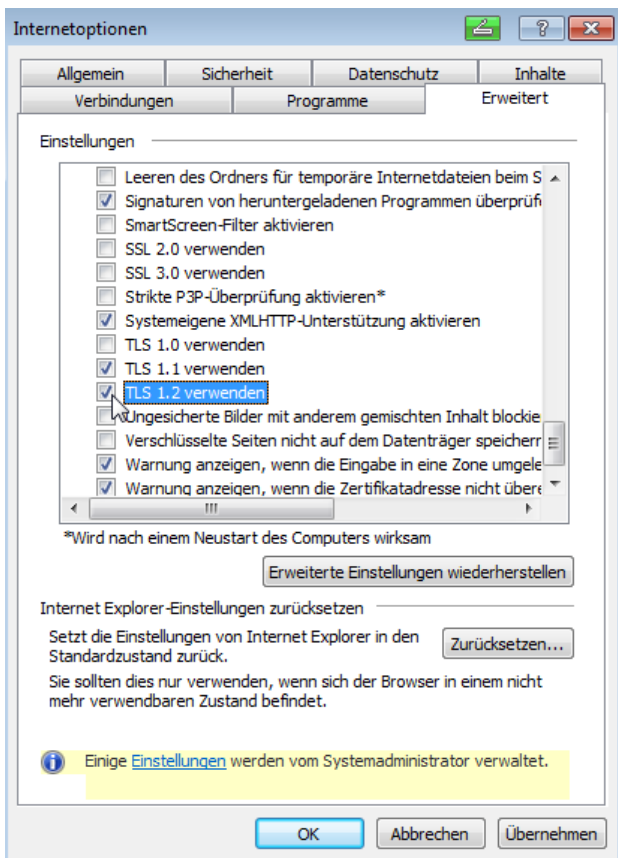 Internetoptionen
Allgemein Sicherheit Datenschutz Inhalte
Verbindungen Programme Erweitert
Einstellungen
Leeren des Ordners für temporäre Internetdateien beim S
Signaturen von heruntergeladenen Programmen überprüfe
SmartScreen-Filter aktivieren
SSL 2.0 verwenden
SSL 3.0 verwenden
Strikte P3P-Überprüfung aktivieren*
Systemeigene XMLHTTP-Unterstützung aktivieren
TLS 1.0 verwenden
TLS 1.1 verwenden
TLS 1.2 verwenden
Ungesicherte Bilder mit anderem gemischten Inhalt blockie
Verschlüsselte Seiten nicht auf dem Datenträger speichern
Warnung anzeigen, wenn die Eingabe in eine Zone umgele
Warnung anzeigen, wenn die Zertifikatadresse nicht übere
*Wird nach einem Neustart des Computers wirksam
Erweiterte Einstellungen wiederherstellen
Internet Explorer-Einstellungen zurücksetzen
Setzt die Einstellungen von Internet Explorer in den
Standardzustand zurück.
Zurücksetzen...
Sie sollten dies nur verwenden, wenn sich der Browser in einem nicht
mehr verwendbaren Zustand befindet.
Einige Einstellungen werden vom Systemadministrator verwaltet.
OK Abbrechen Übernehmen